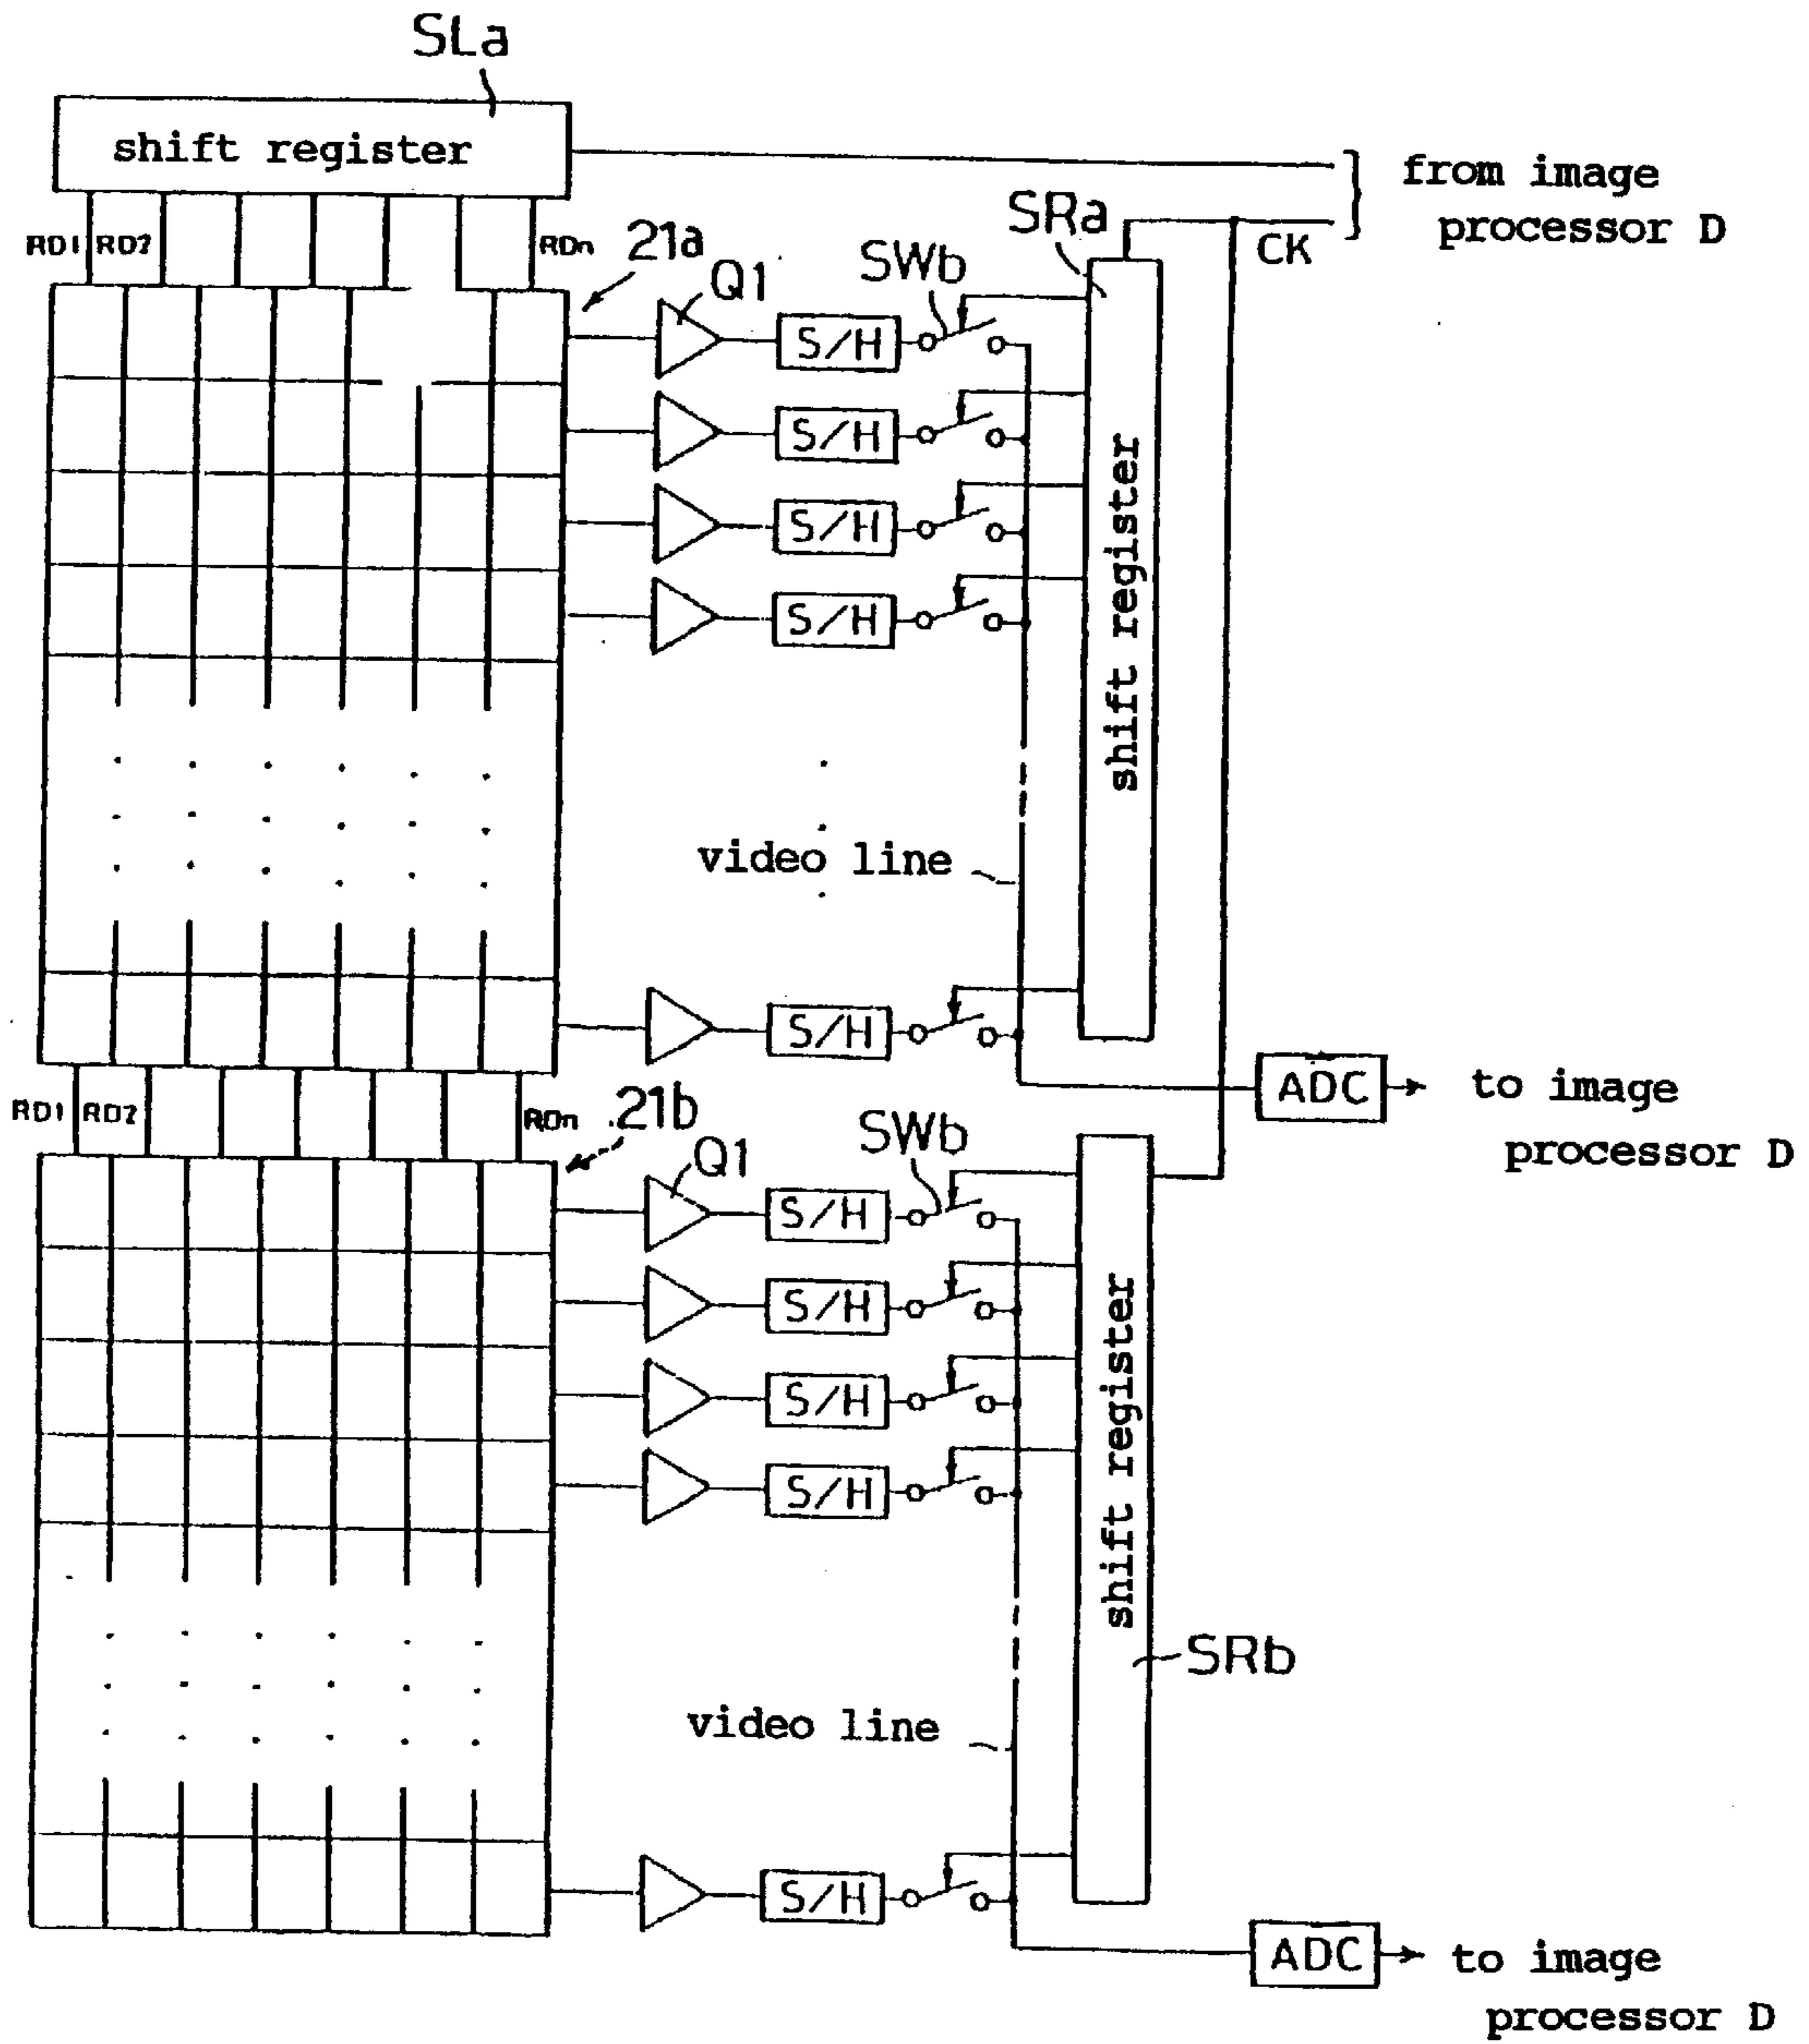 SLa
shift register
from image
processor D
SRa
CK
RD1 RD2 RDn
21a
Q1
SWb
S/H
S/H
S/H
S/H
shift register
video line
S/H
ADC
to image
processor D
RD1 RD2 RDn
21b
Q1
SWb
S/H
S/H
S/H
S/H
shift register
SRb
video line
S/H
ADC
to image
processor D